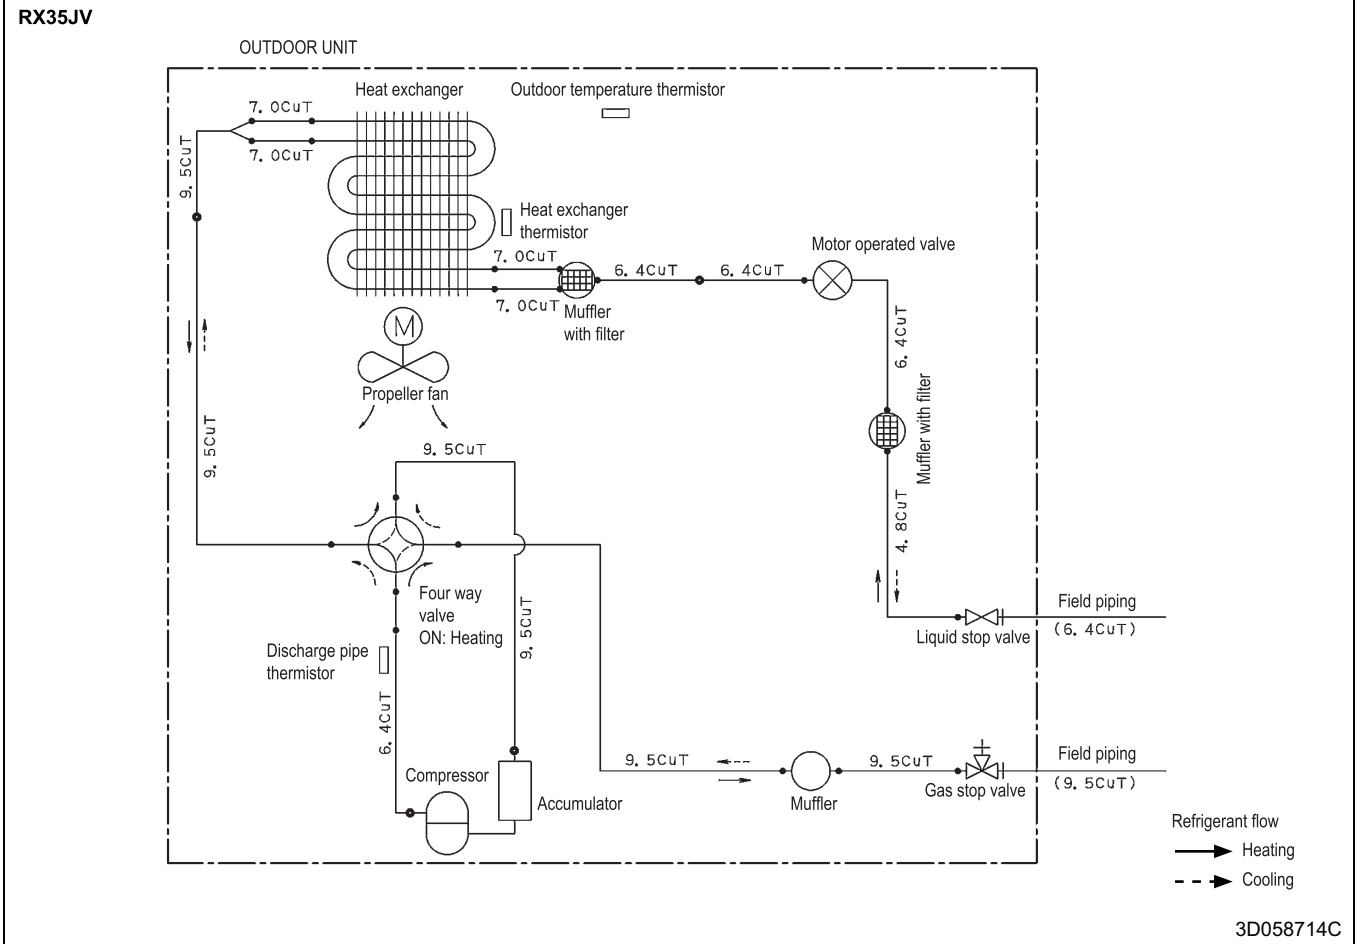 RX35JV
OUTDOOR UNIT
Heat exchanger
Outdoor temperature thermistor
7. 0CuT
7. 0CuT
9. 5CuT
Heat exchanger
thermistor
7. 0CuT
7. 0CuT
Muffler
with filter
6. 4CuT
6. 4CuT
Motor operated valve
6. 4CuT
Muffler with filter
4. 8CuT
M
Propeller fan
9. 5CuT
9. 5CuT
Four way
valve
ON: Heating
9. 5CuT
Discharge pipe
thermistor
6. 4CuT
Compressor
Accumulator
9. 5CuT
Muffler
9. 5CuT
Liquid stop valve
Field piping
(6. 4CuT)
Gas stop valve
Field piping
(9. 5CuT)
Refrigerant flow
Heating
Cooling
3D058714C